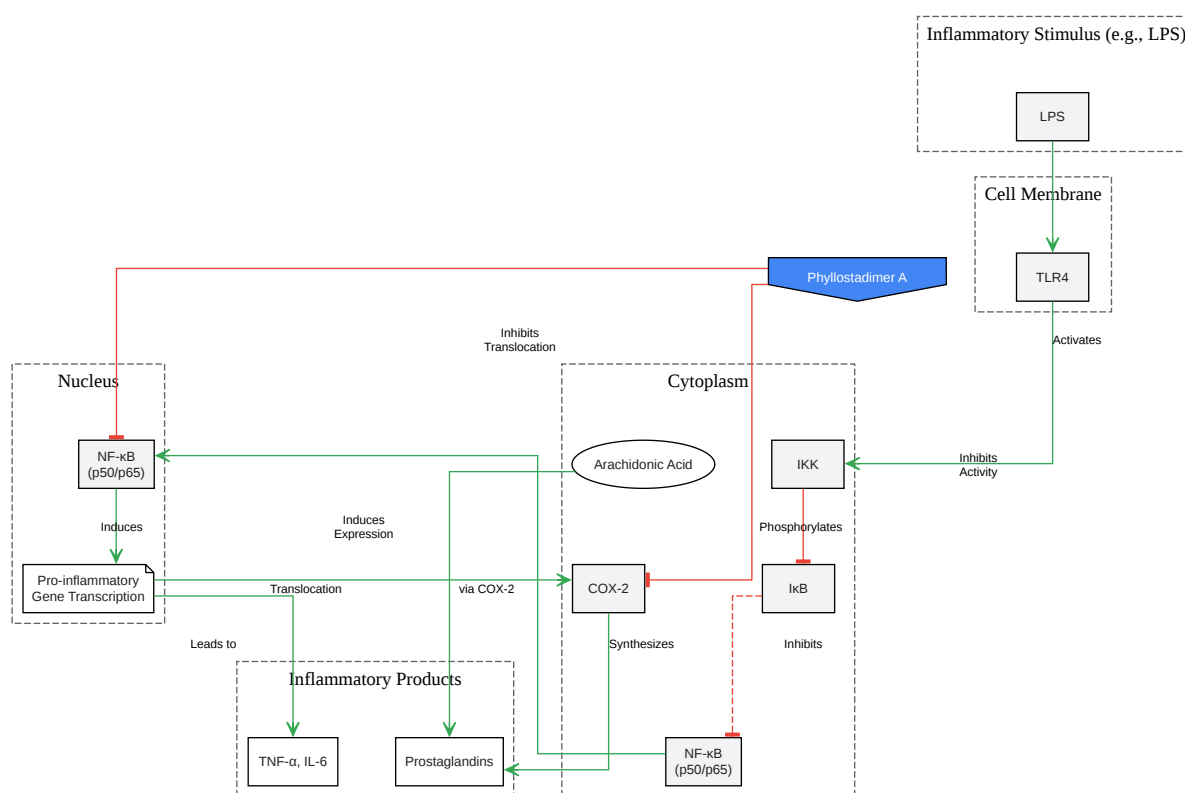 Inflammatory Stimulus (e.g., LPS)
LPS
Cell Membrane
TLR4
Phyllostadimer A
Inhibits
Translocation
Activates
Nucleus
Cytoplasm
NF-κB
(p50/p65)
Arachidonic Acid
IKK
Inhibits
Activity
Induces
Induces
Expression
Phosphorylates
Pro-inflammatory
Gene Transcription
Translocation
via COX-2
COX-2
IκB
Leads to
Synthesizes
Inhibits
Inflammatory Products
TNF-α, IL-6
Prostaglandins
NF-κB
(p50/p65)